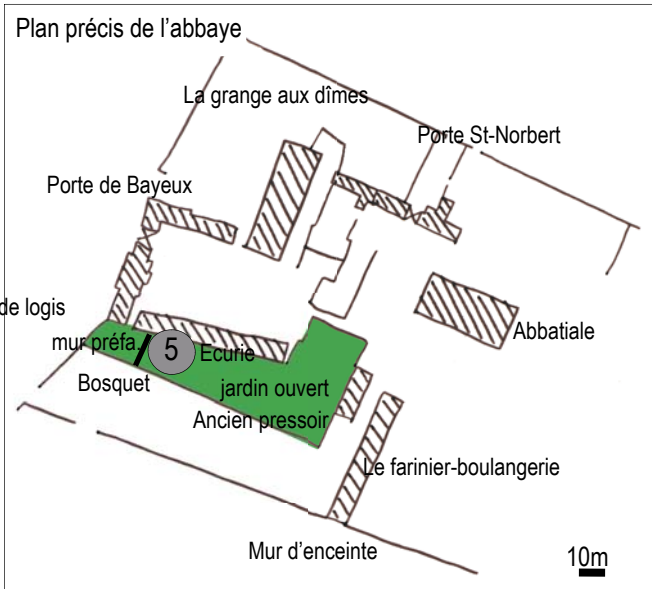 Plan précis de l'abbaye
La grange aux dîmes
Porte St-Norbert
Porte de Bayeux
de logis
Abbatiale
mur préfa.
5
Ecurie
Bosquet
jardin ouvert
Ancien pressoir
Le farinier-boulangerie
Mur d'enceinte
10m